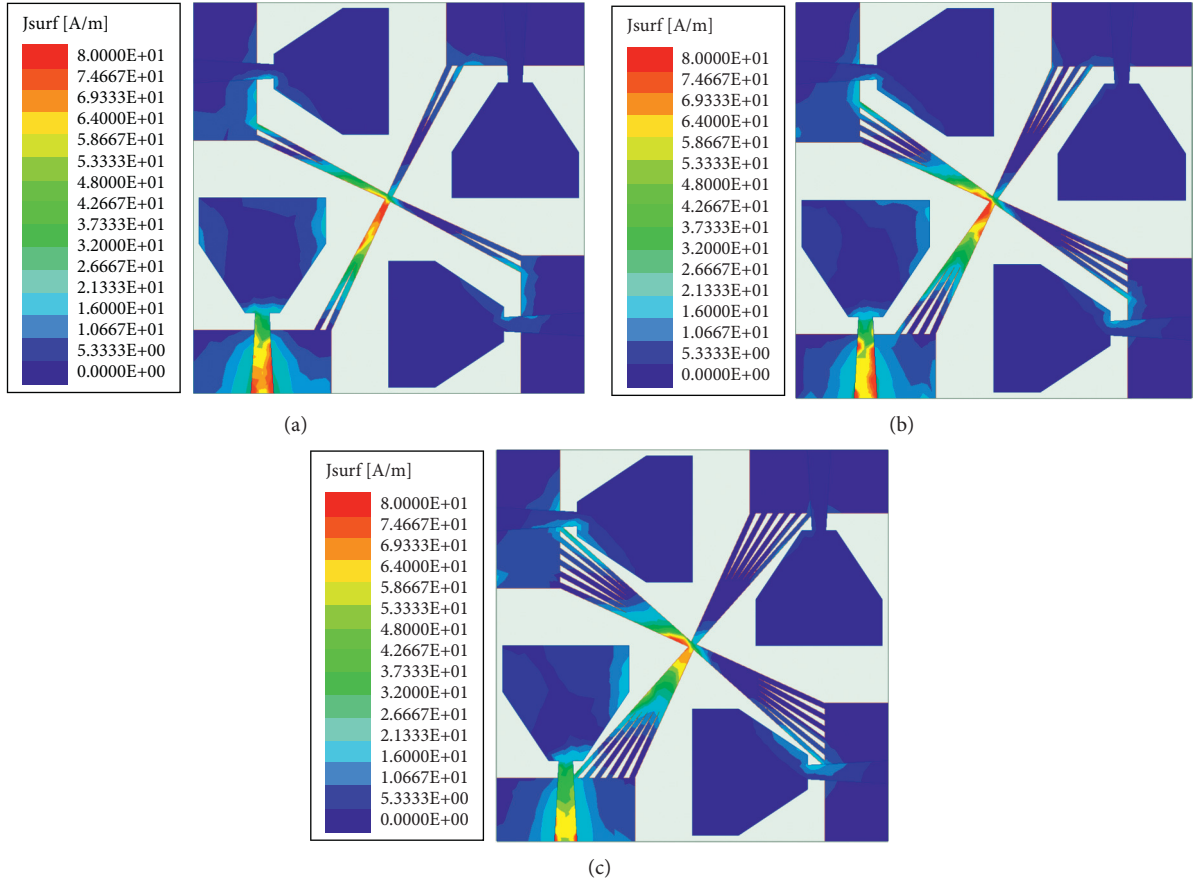 Jsurf [A/m]
8.0000E+01
7.4667E+01
6.9333E+01
6.4000E+01
5.8667E+01
5.3333E+01
4.8000E+01
4.2667E+01
3.7333E+01
3.2000E+01
2.6667E+01
2.1333E+01
1.6000E+01
1.0667E+01
5.3333E+00
0.0000E+00
(a)
Jsurf [A/m]
8.0000E+01
7.4667E+01
6.9333E+01
6.4000E+01
5.8667E+01
5.3333E+01
4.8000E+01
4.2667E+01
3.7333E+01
3.2000E+01
2.6667E+01
2.1333E+01
1.6000E+01
1.0667E+01
5.3333E+00
0.0000E+00
(b)
Jsurf [A/m]
8.0000E+01
7.4667E+01
6.9333E+01
6.4000E+01
5.8667E+01
5.3333E+01
4.8000E+01
4.2667E+01
3.7333E+01
3.2000E+01
2.6667E+01
2.1333E+01
1.6000E+01
1.0667E+01
5.3333E+00
0.0000E+00
(c)